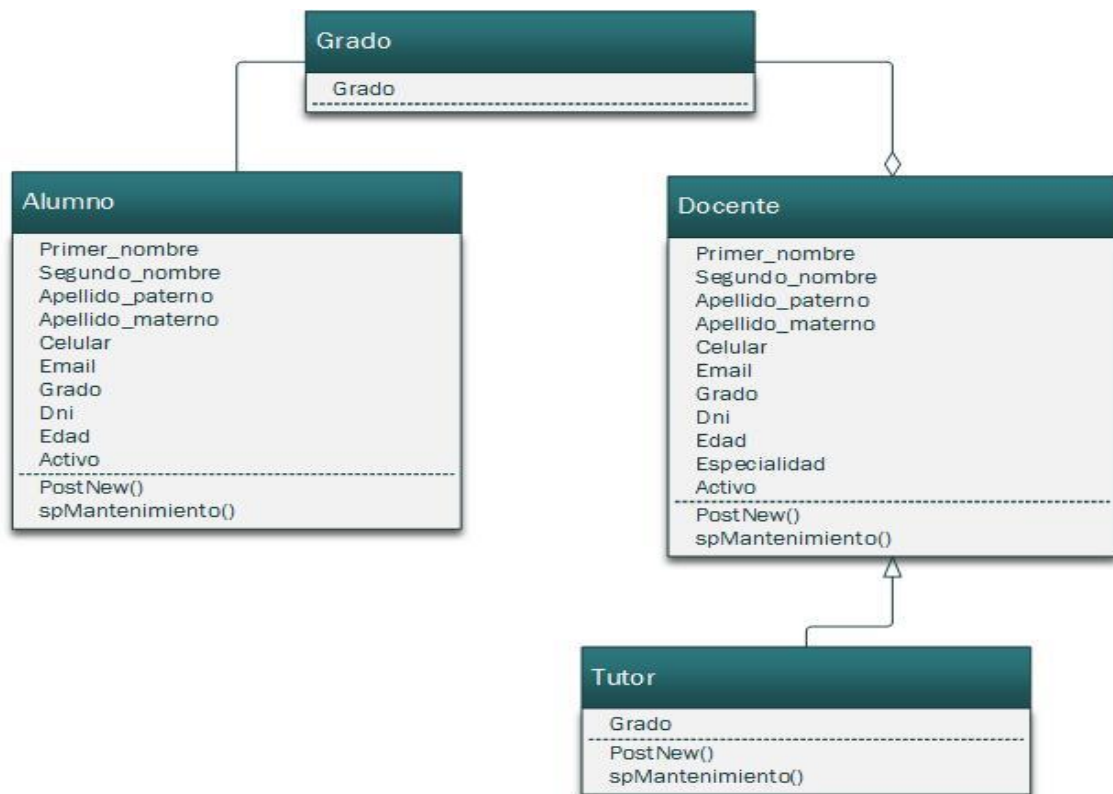 Grado
Grado
Alumno
Primer_nombre
Segundo_nombre
Apellido_paterno
Apellido_materno
Celular
Email
Grado
Dni
Edad
Activo
PostNew()
spMantenimiento()
Docente
Primer_nombre
Segundo_nombre
Apellido_paterno
Apellido_materno
Celular
Email
Grado
Dni
Edad
Especialidad
Activo
PostNew()
spMantenimiento()
Tutor
Grado
PostNew()
spMantenimiento()